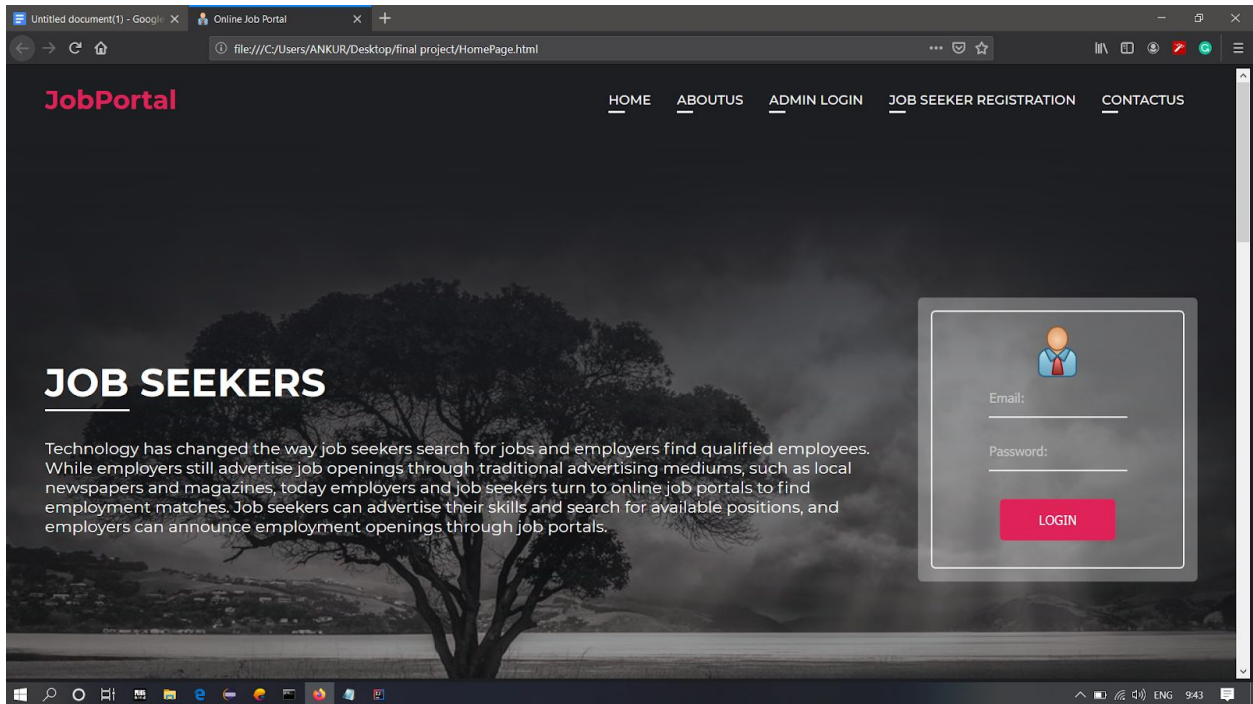 Untitled document(1) - Google
Online Job Portal
file:///C:/Users/ANKUR/Desktop/final project/HomePage.html
JobPortal
HOME ABOUTUS ADMIN LOGIN JOB SEEKER REGISTRATION CONTACTUS
JOB SEEKERS
Technology has changed the way job seekers search for jobs and employers find qualified employees.
While employers still advertise job openings through traditional advertising mediums, such as local
newspapers and magazines, today employers and job seekers turn to online job portals to find
employment matches. Job seekers can advertise their skills and search for available positions, and
employers can announce employment openings through job portals.
Email:
Password:
LOGIN
ENG 9:43